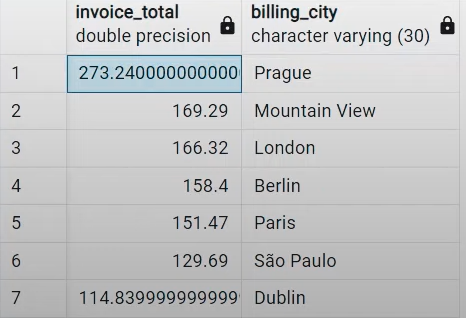 invoice_total billing_city
double precision character varying (30)
1 273.240000000000 Prague
2 169.29 Mountain View
3 166.32 London
4 158.4 Berlin
5 151.47 Paris
6 129.69 São Paulo
7 114.839999999999 Dublin